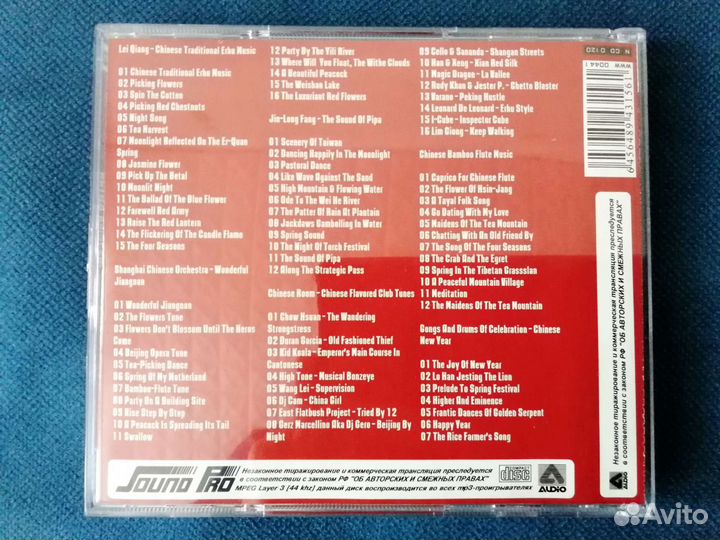 Lei Qiang - Chinese Traditional Erhu Music
01 Chinese Traditional Erhu Music
02 Picking Flowers
03 Spin The Cotton
04 Picking Red Chestnuts
05 Night Song
06 Tea Harvest
07 Moonlight Reflected On The Er-Quan
Spring
08 Jasmine Flower
09 Pick Up The Betal
10 Moonlit Night
11 The Ballad Of The Blue Flower
12 Farewell Red Army
13 Raise The Red Lantern
14 The Flickering Of The Candle Flame
15 The Four Seasons
Shanghai Chinese Orchestra - Wonderful
Jiangnan
01 Wonderful Jiangnan
02 The Flowers Tune
03 Flowers Don't Blossom Until The Heros
Come
04 Beijing Opera Tune
05 Tea-Picking Dance
06 Spring Of My Motherland
07 Bamboo-Flute Tune
08 Party On A Building Site
09 Rise Step By Step
10 A Peacock Is Spreading Its Tail
11 Swallow
12 Party By The Yili River
13 Where Will You Float, The Withe Clouds
14 A Beautiful Peacock
15 The Weishan Lake
16 The Luxuriant Red Flowers
Jin-Long Fang - The Sound Of Pipa
01 Scenery Of Taiwan
02 Dancing Happily In The Moonlight
03 Pastoral Dance
04 Like Wave Against The Sand
05 High Mountain & Flowing Water
06 Ode To The Wei He River
07 The Patter Of Rain At Plantain
08 Jackdaws Gambolling In Water
09 Spring Sound
10 The Night Of Torch Festival
11 The Sound Of Pipa
12 Along The Strategic Pass
Chinese Room - Chinese Flavored Club Tunes
01 Chow Hsuan - The Wandering
Strongstress
02 Duran Garcia - Old Fashioned Thief
03 Kid Koala - Emperor's Main Course In
Cantonese
04 High Tone - Musical Bonzeye
05 Wang Lei - Supervision
06 Dj Cam - China Girl
07 East Flatbush Project - Tried By 12
08 Gerz Marcellino Aka Dj Gero - Beijing By
Night
09 Cello & Sananda - Shangan Streets
10 Han & Keng - Xian Red Silk
11 Magic Dragon - La Vallee
12 Rody Khan & Jester P. - Ghetto Blaster
13 Varano - Peking Hustle
14 Leonard De Leonard - Erhu Style
15 I-Cube - Inspector Cube
16 Lim Giong - Keep Walking
Chinese Bamboo Flute Music
01 Caprico For Chinese Flute
02 The Flower Of Hsin-Jang
03 A Tayal Folk Song
04 Go Dating With My Love
05 Maidens Of The Tea Mountain
06 Chatting With An Old Friend By
07 The Song Of The Four Seasons
08 The Crab And The Egret
09 Spring In The Tibetan Grassslan
10 A Peaceful Mountain Village
11 Meditation
12 The Maidens Of The Tea Mountain
Gongs And Drums Of Celebration - Chinese
New Year
01 The Joy Of New Year
02 Lo Han Jesting The Lion
03 Prelude To Spring Festival
04 Higher And Eminence
05 Frantic Dances Of Golden Serpent
06 Happy Year
07 The Rice Farmer's Song
N CD 0120
WWW 00441
6 456489 431561
Незаконное тиражирование и коммерческая трансляция преследуется
в соответствии с законом РФ "ОБ АВТОРСКИХ И СМЕЖНЫХ ПРАВАХ"
AUDIO
SOUND PRO
Незаконное тиражирование и коммерческая трансляция преследуется
в соответствии с законом РФ "ОБ АВТОРСКИХ И СМЕЖНЫХ ПРАВАХ"
MPEG Layer 3 (44 khz) данный диск воспроизводится во всех mp3-проигрывателях
COMPACT
disc
AUDIO
Avito